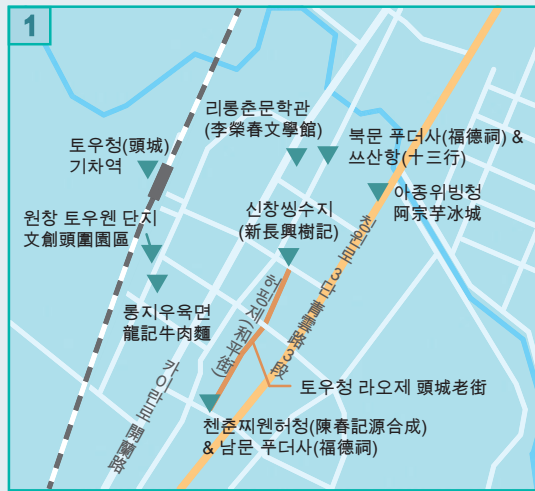 1
리롱춘문학관
(李榮春文學館)
북문 푸더사(福德祠) &
쓰산항(十三行)
토우청(頭城)
기차역
아종위빙청
阿宗芋冰城
신창씽수지
(新長興樹記)
원창 토우웬 단지
文創頭圍園區
칭윈로 3단 青雲路3段
허핑제(和平街)
룽지우육면
龍記牛肉麵
카이란로 開蘭路
토우청 라오제 頭城老街
첸춘찌웬허청(陳春記源合成)
& 남문 푸더사(福德祠)